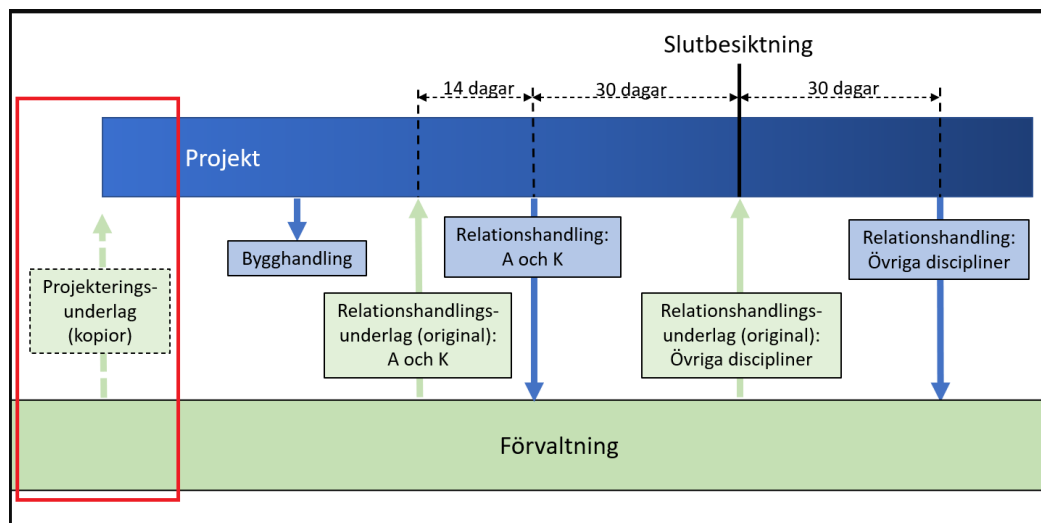 Slutbesiktning
14 dagar
30 dagar
30 dagar
Projekt
Projekterings-
underlag
(kopior)
Bygghandling
Relationshandlings-
underlag (original):
A och K
Relationshandling:
A och K
Relationshandlings-
underlag (original):
Övriga discipliner
Relationshandling:
Övriga discipliner
Förvaltning